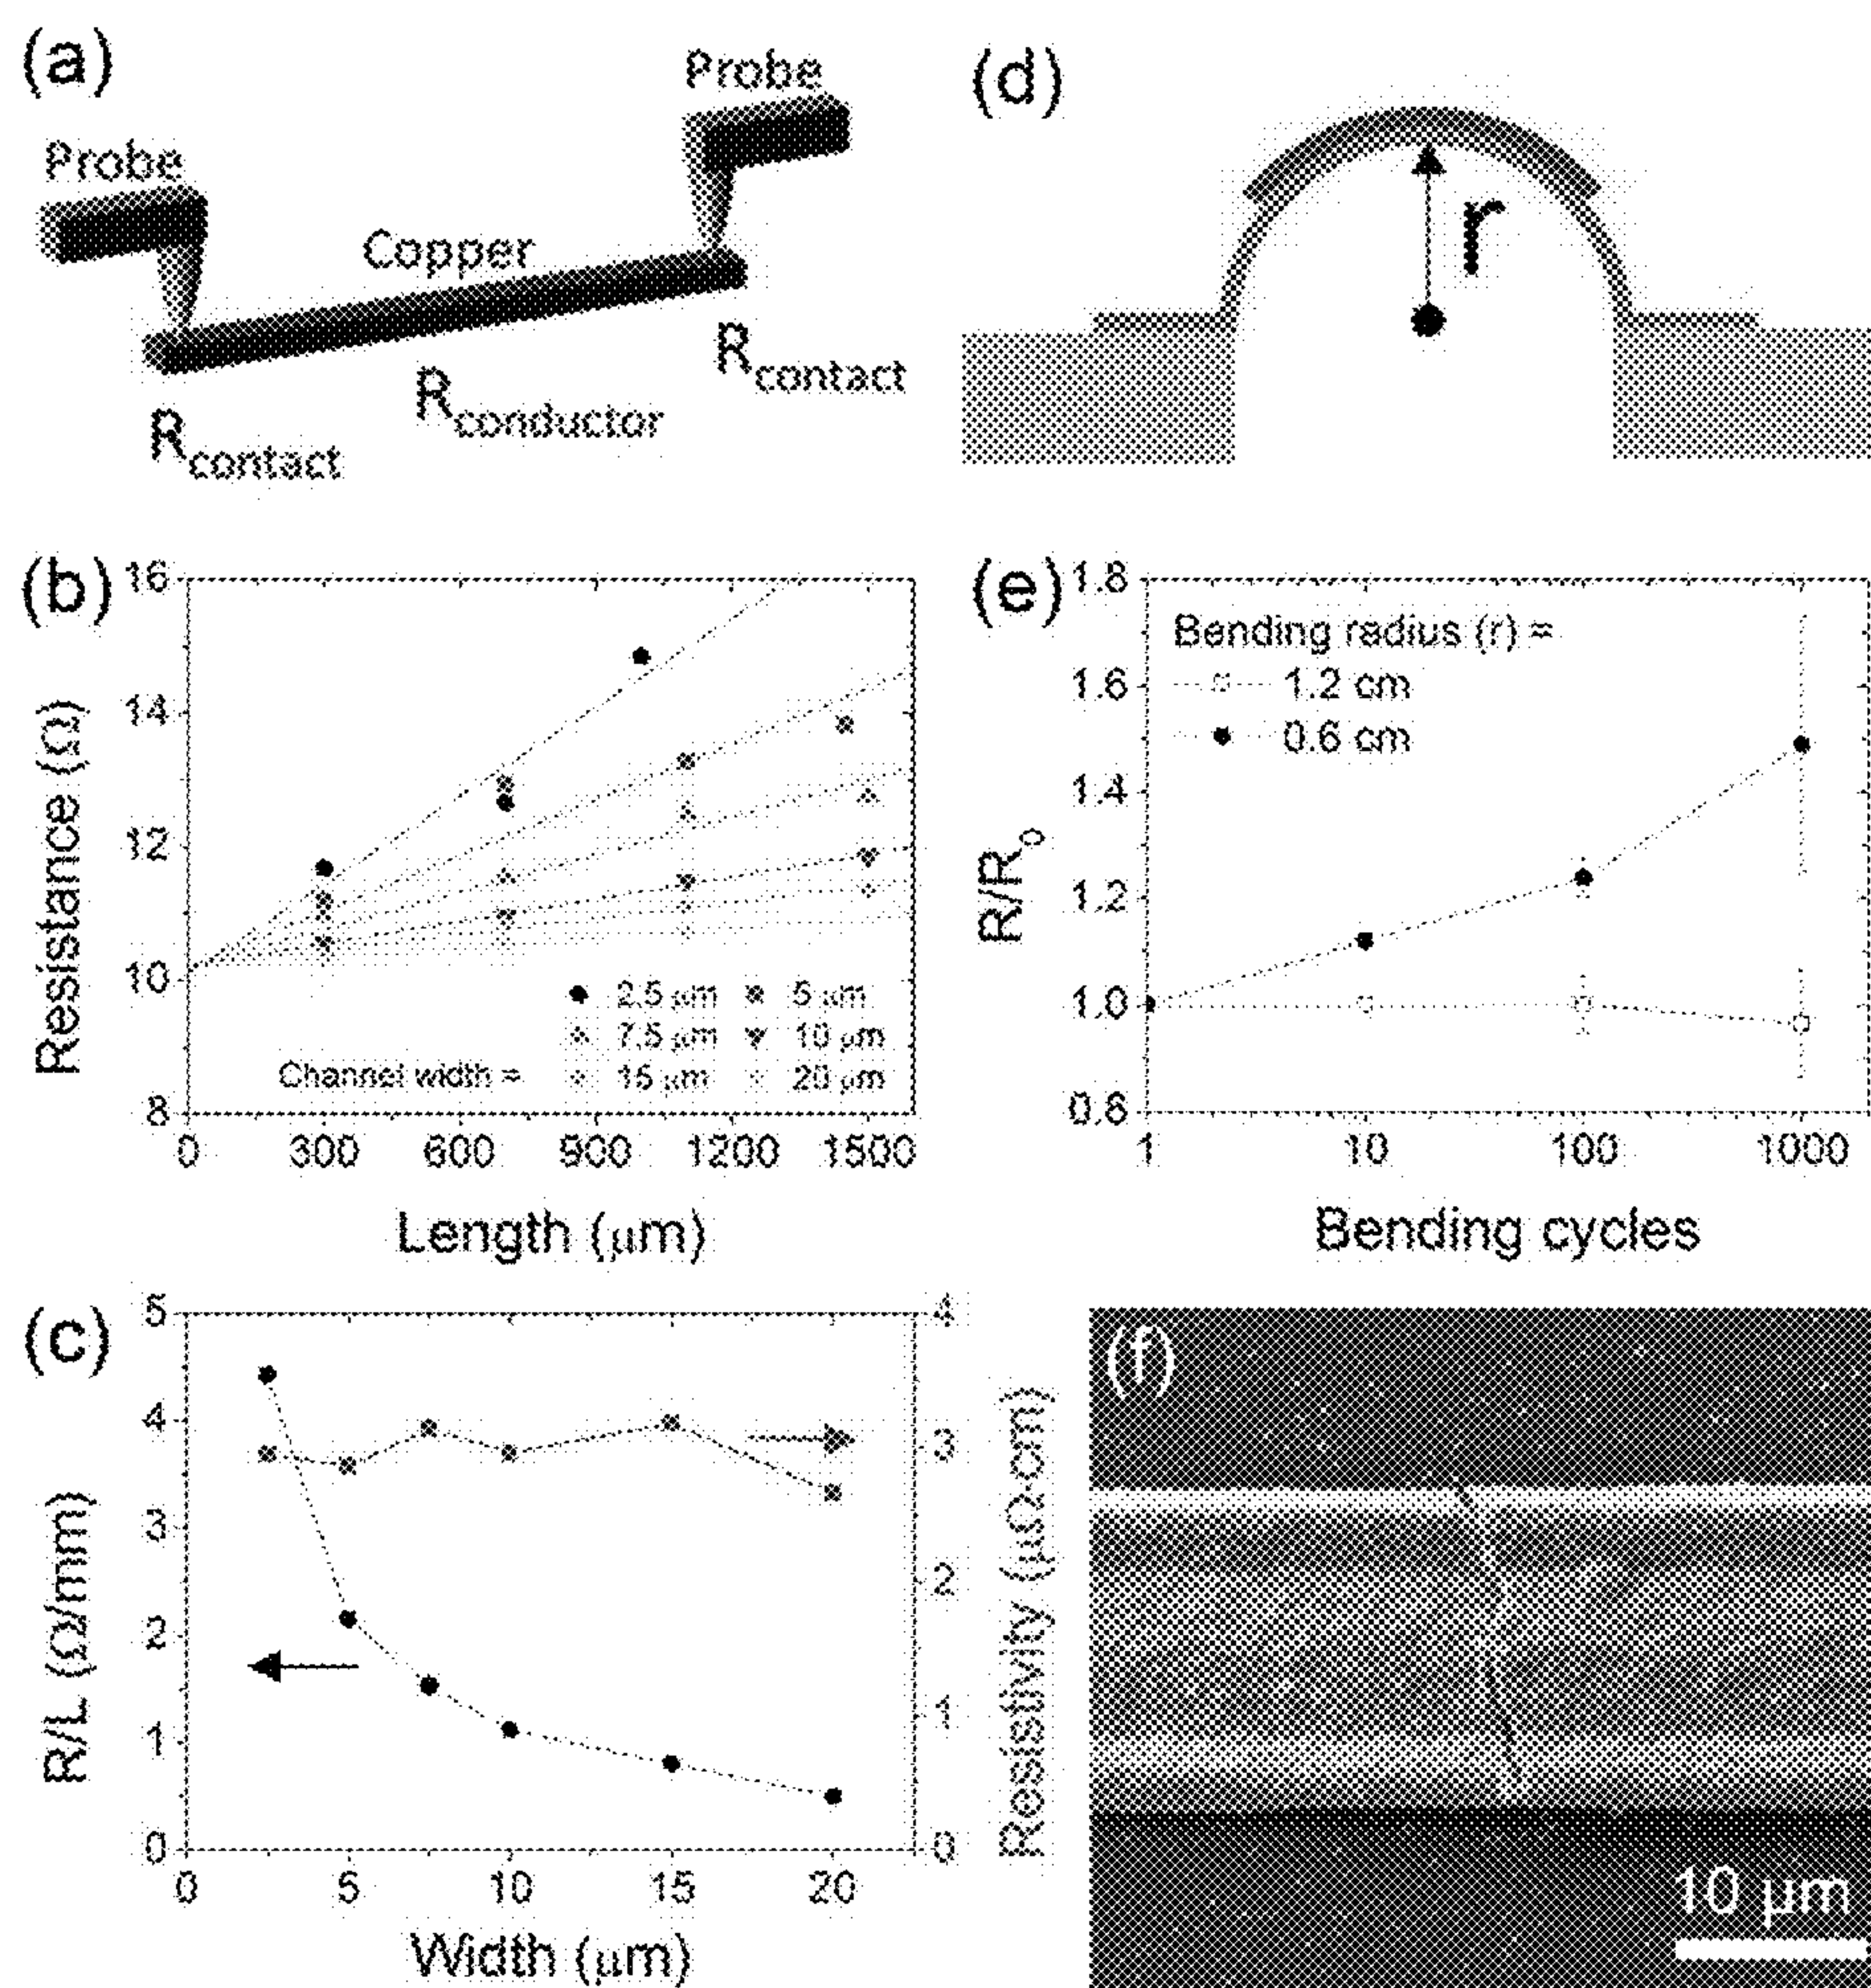 (a)
Probe
Probe
Copper
R_contact
R_conductor
R_contact
(d)
r
(b)
16
14
12
10
8
Resistance (Ω)
2.5 μm
5 μm
7.5 μm
10 μm
Channel width =
15 μm
20 μm
0 300 600 900 1200 1500
Length (μm)
(e)
1.8
1.6
1.4
1.2
1.0
0.8
R/R_o
Bending radius (r) =
1.2 cm
0.6 cm
1 10 100 1000
Bending cycles
(c)
5
4
3
2
1
0
R/L (Ω/mm)
4
3
2
1
0
Resistivity (μΩ·cm)
0 5 10 15 20
Width (μm)
(f)
10 μm